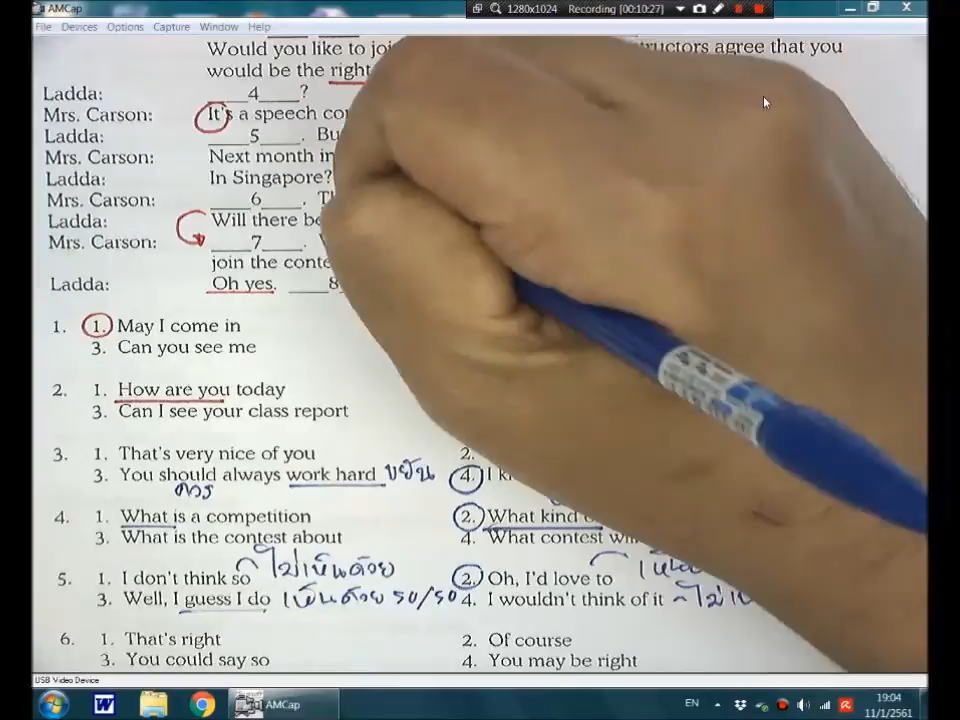 AMCap
1280x1024 Recording [00:10:27]
File Devices Options Capture Window Help
Would you like to joi
ructors agree that you
would be the right
Ladda: ____4____?
Mrs. Carson: It's a speech co
Ladda: ____5____. Bu
Mrs. Carson: Next month in
Ladda: In Singapore?
Mrs. Carson: ____6____. Th
Ladda: Will there be
Mrs. Carson: ____7____.
join the conte
Ladda: Oh yes. ____8
1. 1. May I come in
3. Can you see me
2. 1. How are you today
3. Can I see your class report
3. 1. That's very nice of you 2.
3. You should always work hard ขยัน 4. I k
ควร
4. 1. What is a competition 2. What kind o
3. What is the contest about 4. What contest wi
5. 1. I don't think so ไม่เห็นด้วย 2. Oh, I'd love to
3. Well, I guess I do เห็นด้วย 50/50 4. I wouldn't think of it ไม่เ
6. 1. That's right 2. Of course
3. You could say so 4. You may be right
USB Video Device
AMCap EN 19:04
11/1/2561